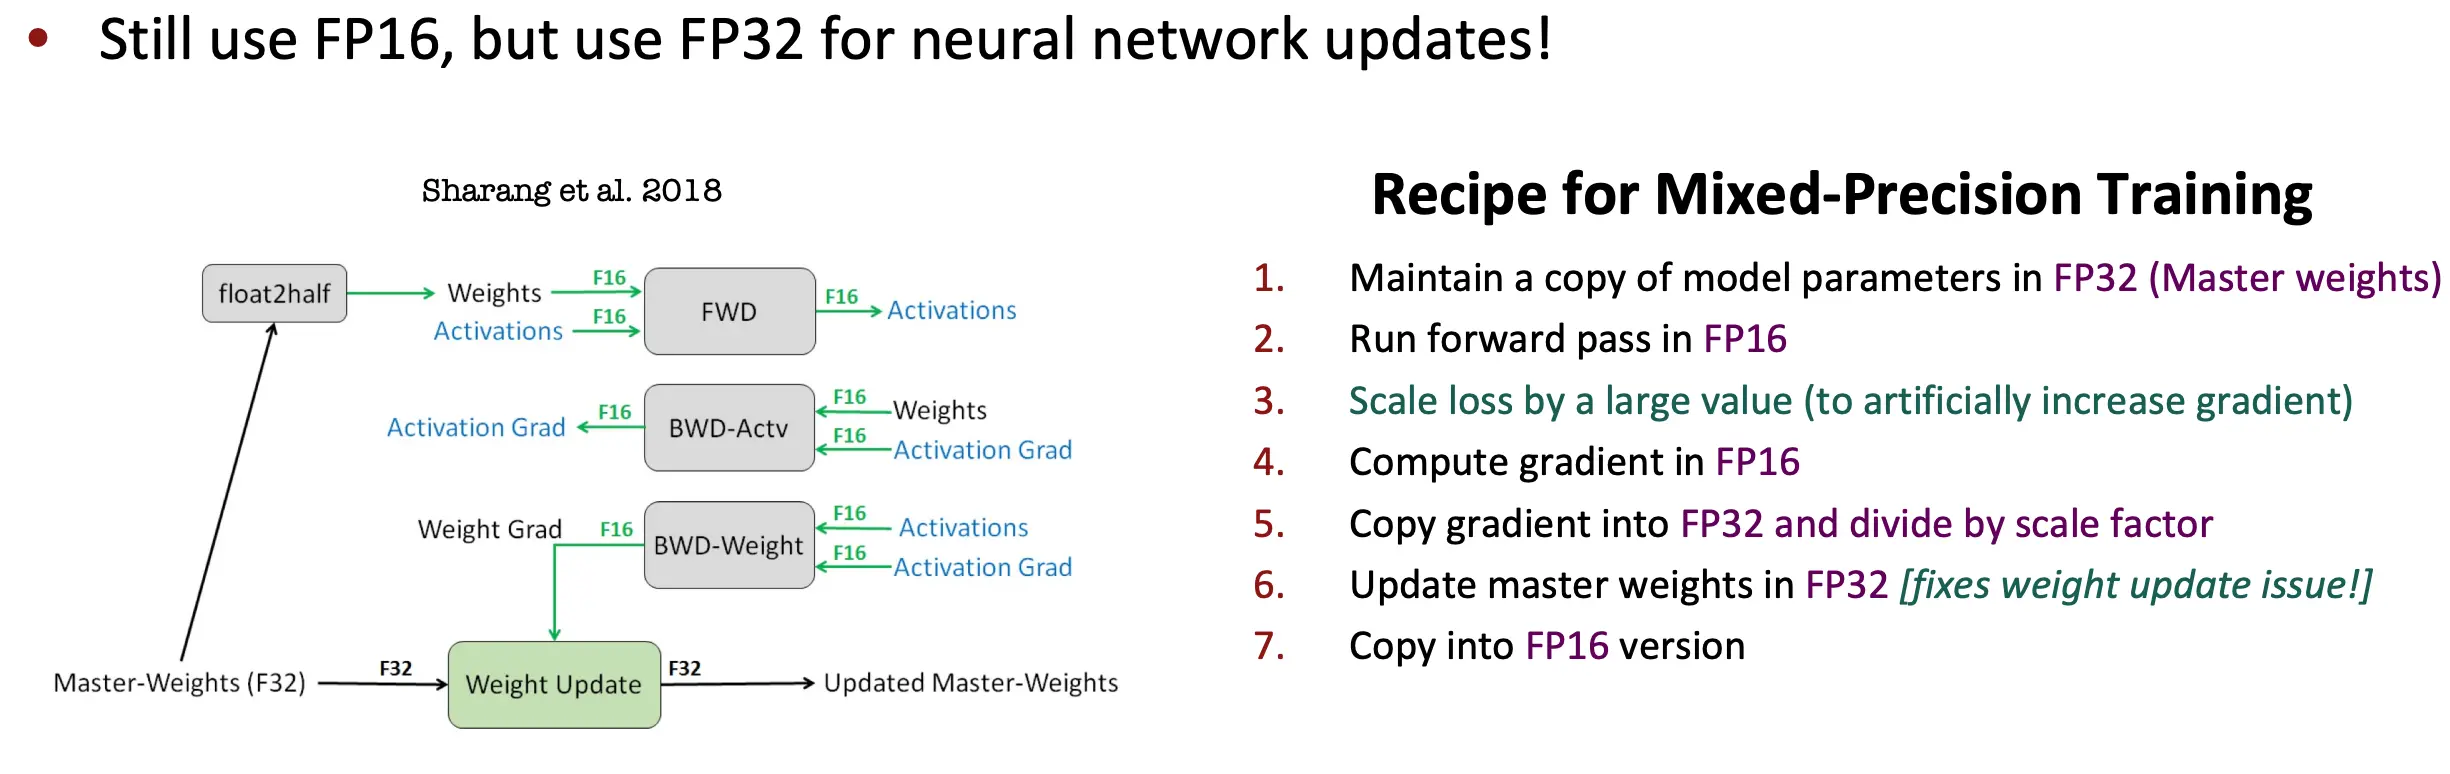 • Still use FP16, but use FP32 for neural network updates!
Sharang et al. 2018
float2half
Weights
F16
Activations
F16
FWD
F16
Activations
Activation Grad
F16
BWD-Actv
F16
Weights
F16
Activation Grad
Weight Grad
F16
BWD-Weight
F16
Activations
F16
Activation Grad
Master-Weights (F32)
F32
Weight Update
F32
Updated Master-Weights
Recipe for Mixed-Precision Training
1. Maintain a copy of model parameters in FP32 (Master weights)
2. Run forward pass in FP16
3. Scale loss by a large value (to artificially increase gradient)
4. Compute gradient in FP16
5. Copy gradient into FP32 and divide by scale factor
6. Update master weights in FP32 [fixes weight update issue!]
7. Copy into FP16 version